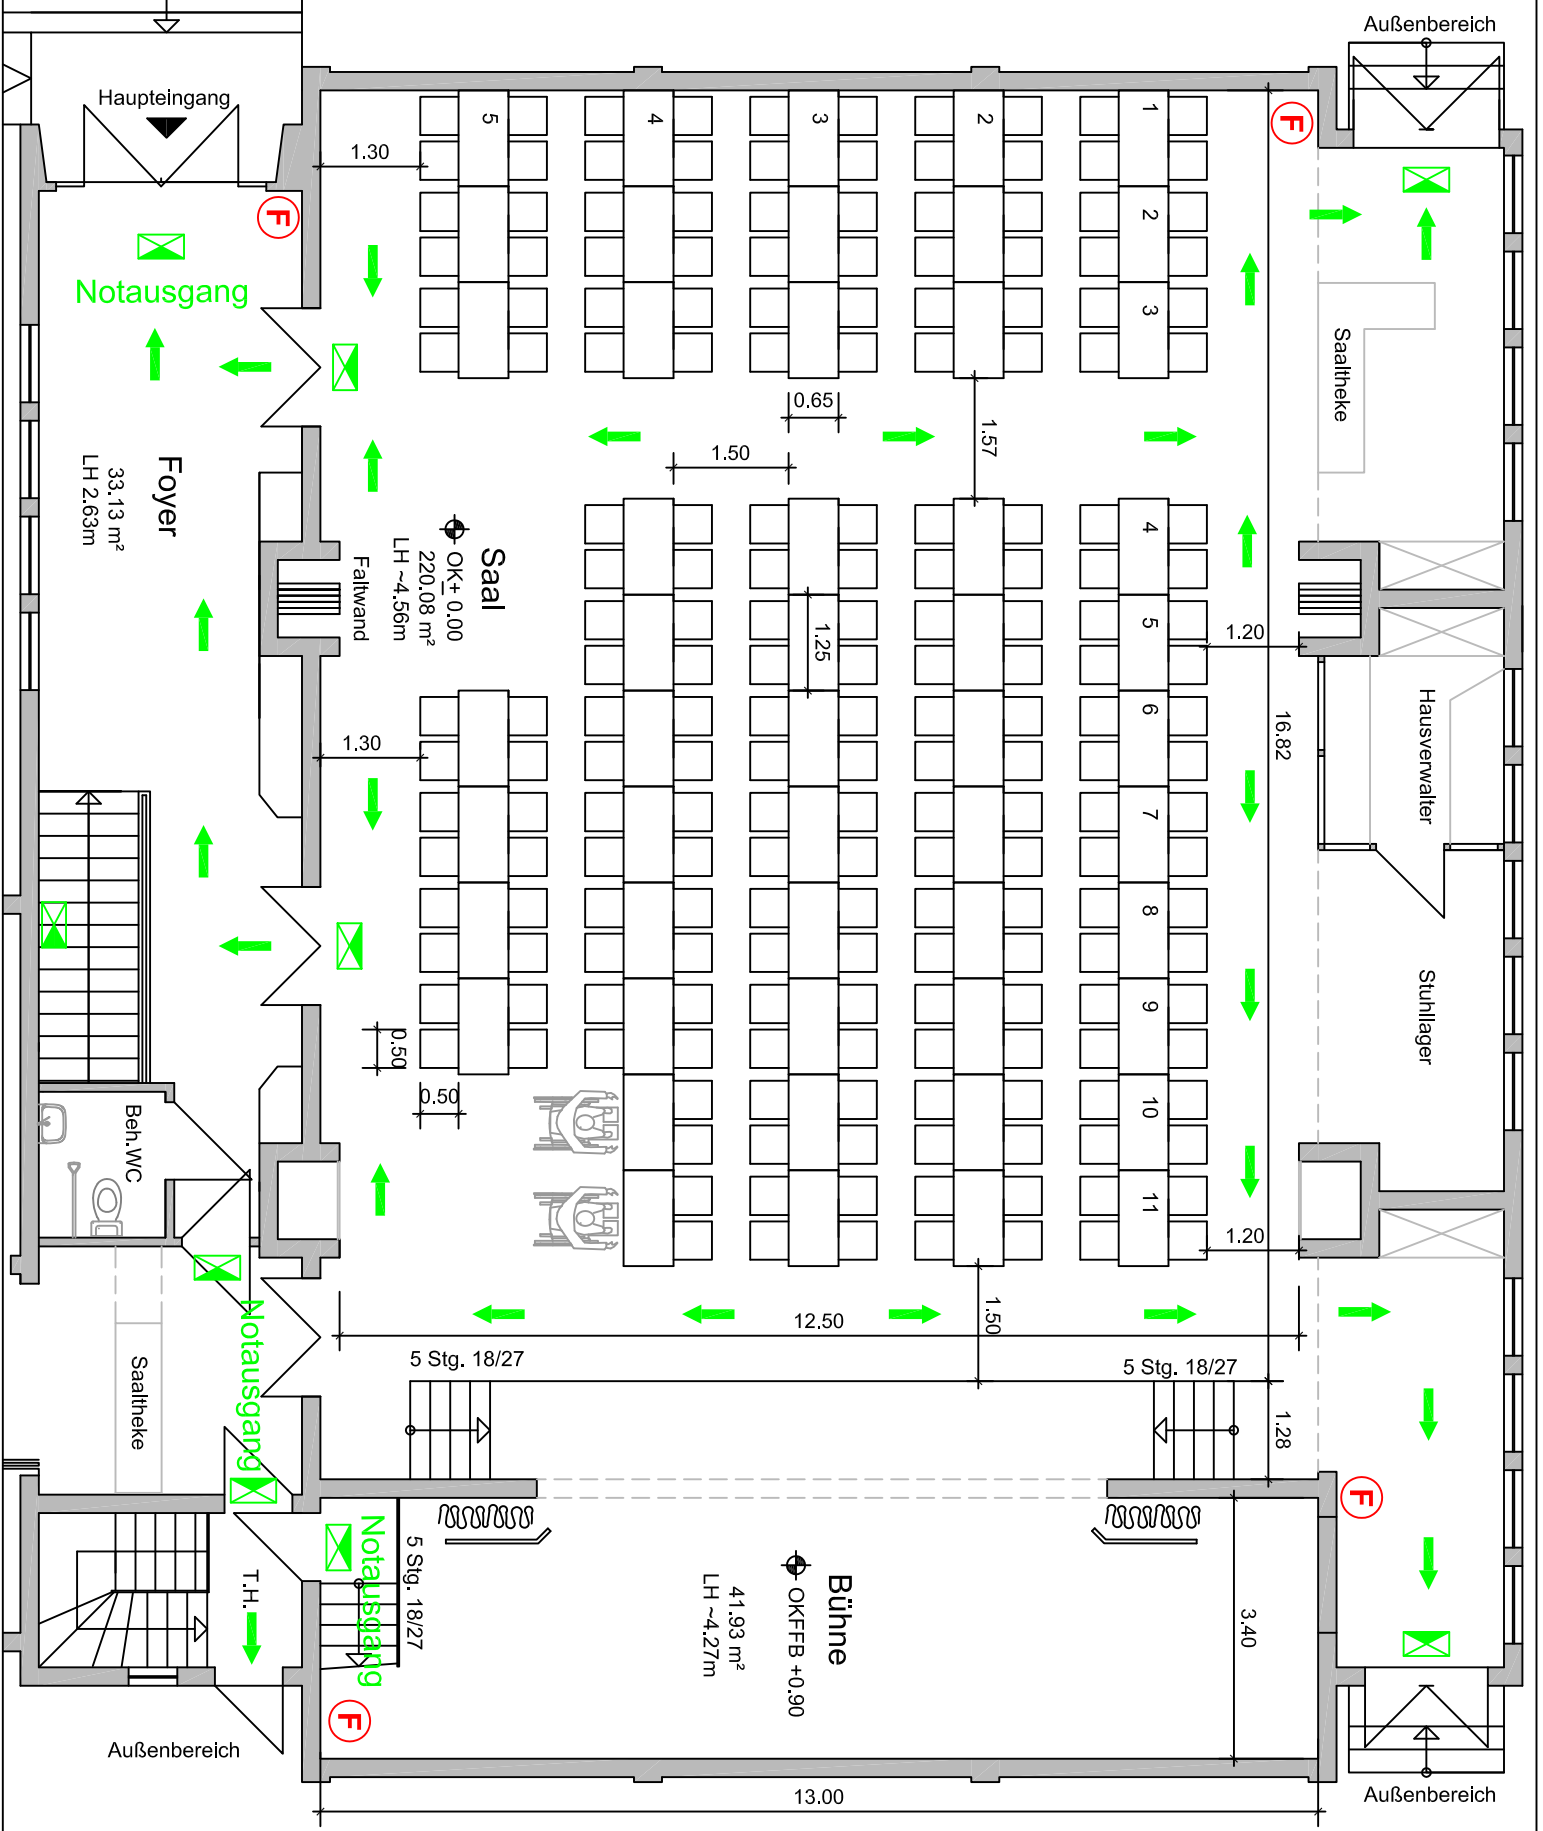 Außenbereich
Haupteingang
F
F
Notausgang
1.30
5
4
3
2
1
2
3
Saaltheke
0.65
1.50
1.57
Foyer
33.13 m²
LH 2.63m
Saal
OK+ 0.00
220.08 m²
LH ~4.56m
Faltwand
4
5
6
7
8
9
10
11
1.25
1.20
16.82
Hausverwalter
1.30
Stuhllager
0.50
0.50
Beh.WC
1.20
Notausgang
Saaltheke
12.50
1.50
5 Stg. 18/27
5 Stg. 18/27
1.28
F
Notausgang
5 Stg. 18/27
T.H.
Bühne
OKFFB +0.90
41.93 m²
LH ~4.27m
3.40
F
Außenbereich
13.00
Außenbereich